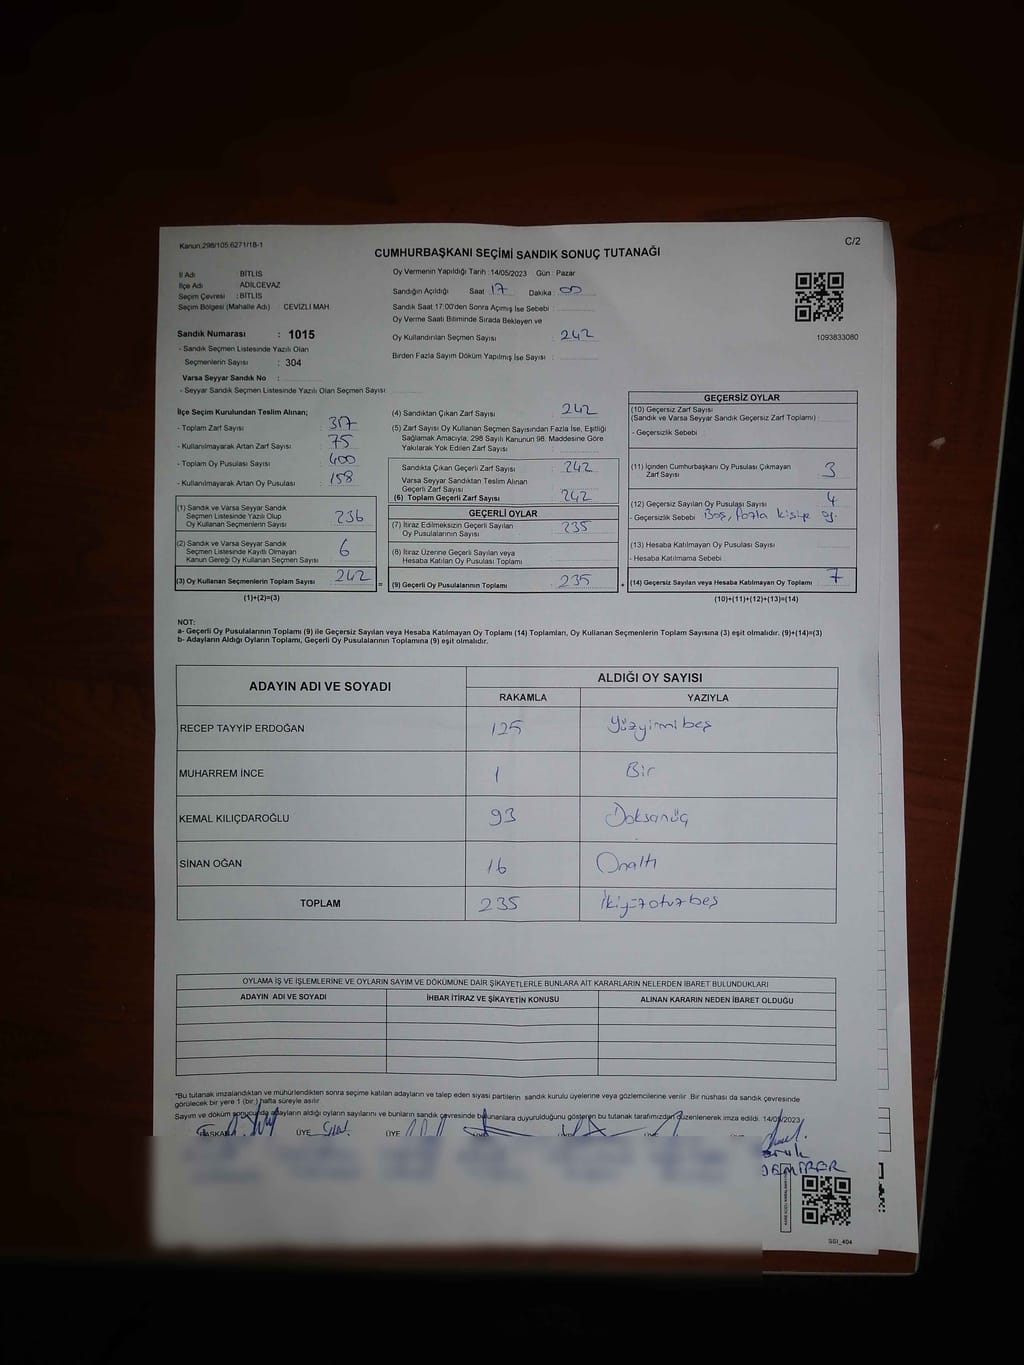 Kanun:298/105:6271/18-1
C/2
CUMHURBAŞKANI SEÇİMİ SANDIK SONUÇ TUTANAĞI
İl Adı BİTLİS
İlçe Adı ADİLCEVAZ
Seçim Çevresi :BİTLİS
Seçim Bölgesi (Mahalle Adı) CEVİZLİ MAH.
Sandık Numarası : 1015
- Sandık Seçmen Listesinde Yazılı Olan
Seçmenlerin Sayısı : 304
Varsa Seyyar Sandık No :
- Seyyar Sandık Seçmen Listesinde Yazılı Olan Seçmen Sayısı:
Oy Vermenin Yapıldığı Tarih :14/05/2023 Gün : Pazar
Sandığın Açıldığı Saat 17 Dakika : 00
Sandık Saat 17:00'den Sonra Açımış İse Sebebi :
Oy Verme Saati Bitiminde Sırada Bekleyen ve
Oy Kullandırılan Seçmen Sayısı : 242
Birden Fazla Sayım Döküm Yapılmış İse Sayısı :
1093833080
İlçe Seçim Kurulundan Teslim Alınan;
- Toplam Zarf Sayısı : 317
- Kullanılmayarak Artan Zarf Sayısı : 75
- Toplam Oy Pusulası Sayısı : 400
- Kullanılmayarak Artan Oy Pusulası : 158
(1) Sandık ve Varsa Seyyar Sandık
Seçmen Listesinde Yazılı Olup
Oy Kullanan Seçmenlerin Sayısı 236
(2) Sandık ve Varsa Seyyar Sandık
Seçmen Listesinde Kayıtlı Olmayan
Kanun Gereği Oy Kullanan Seçmen Sayısı 6
(3) Oy Kullanan Seçmenlerin Toplam Sayısı 242
(1)+(2)=(3)
(4) Sandıktan Çıkan Zarf Sayısı : 242
(5) Zarf Sayısı Oy Kullanan Seçmen Sayısından Fazla İse, Eşitliği
Sağlamak Amacıyla, 298 Sayılı Kanunun 98. Maddesine Göre
Yakılarak Yok Edilen Zarf Sayısı :
Sandıkta Çıkan Geçerli Zarf Sayısı : 242
Varsa Seyyar Sandıktan Teslim Alınan
Geçerli Zarf Sayısı
(6) Toplam Geçerli Zarf Sayısı : 242
GEÇERLİ OYLAR
(7) İtiraz Edilmeksizin Geçerli Sayılan
Oy Pusulasının Sayısı 235
(8) İtiraz Üzerine Geçerli Sayılan veya
Hesaba Katılan Oy Pusulası Toplamı
=
(9) Geçerli Oy Pusulalarının Toplamı 235
+
GEÇERSİZ OYLAR
(10) Geçersiz Zarf Sayısı
(Sandık ve Varsa Seyyar Sandık Geçersiz Zarf Toplamı) :
- Geçersizlik Sebebi :
(11) İçinden Cumhurbaşkanı Oy Pusulası Çıkmayan
Zarf Sayısı 3
(12) Geçersiz Sayılan Oy Pusulası Sayısı 4
- Geçersizlik Sebebi Boş, fazla kişiye oy.
(13) Hesaba Katılmayan Oy Pusulası Sayısı
- Hesaba Katılmama Sebebi
(14) Geçersiz Sayılan veya Hesaba Katılmayan Oy Toplamı 7
(10)+(11)+(12)+(13)=(14)
NOT:
a- Geçerli Oy Pusulalarının Toplamı (9) ile Geçersiz Sayılan veya Hesaba Katılmayan Oy Toplamı (14) Toplamları, Oy Kullanan Seçmenlerin Toplam Sayısına (3) eşit olmalıdır. (9)+(14)=(3)
b- Adayların Aldığı Oyların Toplamı, Geçerli Oy Pusulalarının Toplamına (9) eşit olmalıdır.
ADAYIN ADI VE SOYADI
ALDIĞI OY SAYISI
RAKAMLA YAZIYLA
RECEP TAYYİP ERDOĞAN 125 Yüzyirmibeş
MUHARREM İNCE 1 Bir
KEMAL KILIÇDAROĞLU 93 Doksanüç
SİNAN OĞAN 16 Onaltı
TOPLAM 235 İkiyüzotuzbeş
OYLAMA İŞ VE İŞLEMLERİNE VE OYLARIN SAYIM VE DÖKÜMÜNE DAİR ŞİKAYETLERLE BUNLARA AİT KARARLARIN NELERDEN İBARET BULUNDUKLARI
ADAYIN ADI VE SOYADI İHBAR İTİRAZ VE ŞİKAYETİN KONUSU ALINAN KARARIN NEDEN İBARET OLDUĞU
*Bu tutanak imzalandıktan ve mühürlendikten sonra seçime katılan adayların ve talep eden siyasi partilerin sandık kurulu üyelerine veya gözlemcilerine verilir. Bir nüshası da sandık çevresinde
görülecek bir yere 1 (bir) hafta süreyle asılır.
Sayım ve döküm sonucunda adayların aldığı oyların sayılarını ve bunların sandık çevresinde bulunanlara duyurulduğunu gösteren bu tutanak tarafımızdan düzenlenerek imza edildi. 14/05/2023
BAŞKAN ÜYE ÜYE
DEMİRER
SSİ_404